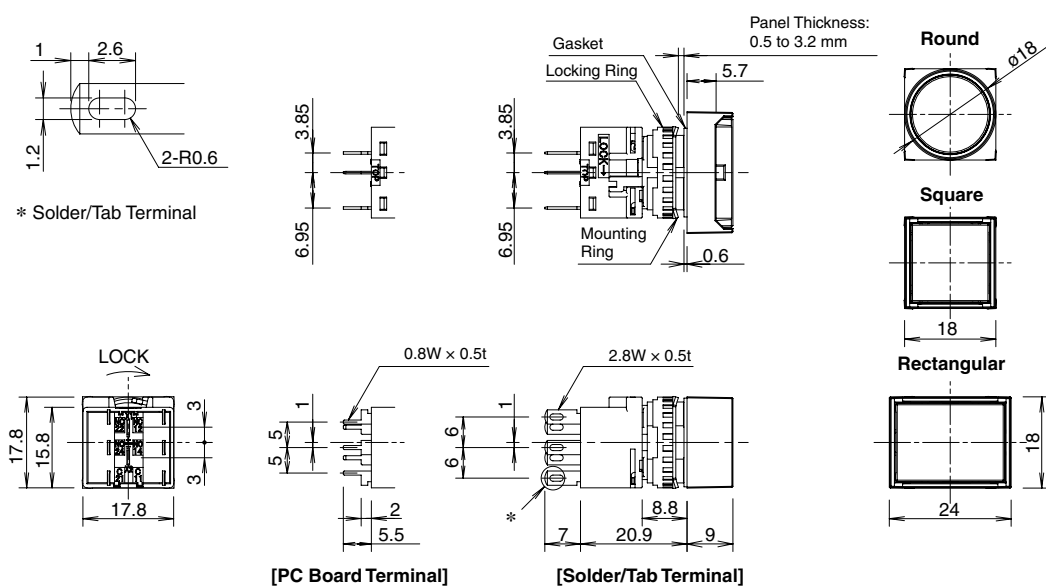 1
2.6
1.2
2-R0.6
* Solder/Tab Terminal
3.85
6.95
TOP
Gasket
Locking Ring
Panel Thickness:
0.5 to 3.2 mm
5.7
3.85
6.95
LOCK→
TOP
Mounting
Ring
0.6
Round
ø18
Square
18
LOCK
17.8
15.8
3
3
17.8
0.8W × 0.5t
1
5
5
2
5.5
[PC Board Terminal]
2.8W × 0.5t
1
6
6
*
8.8
7
20.9
9
[Solder/Tab Terminal]
Rectangular
18
24